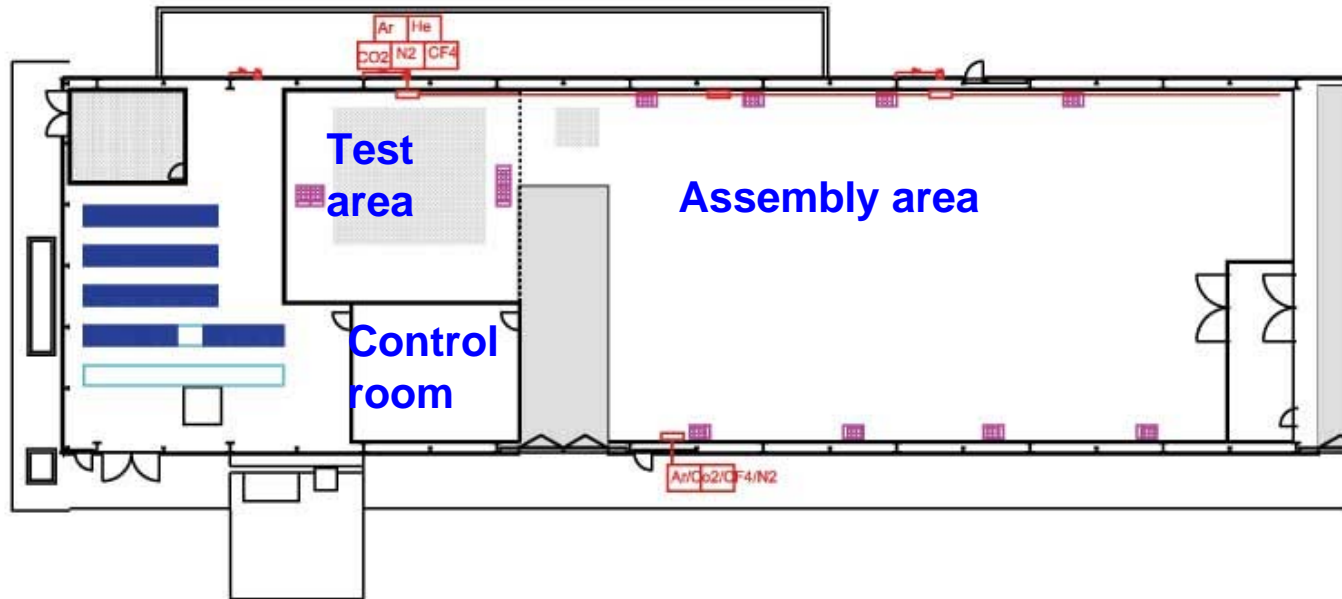 Ar He
CO2 N2 CF4
Test
area
Assembly area
Control
room
Ar/Co2/CF4/N2